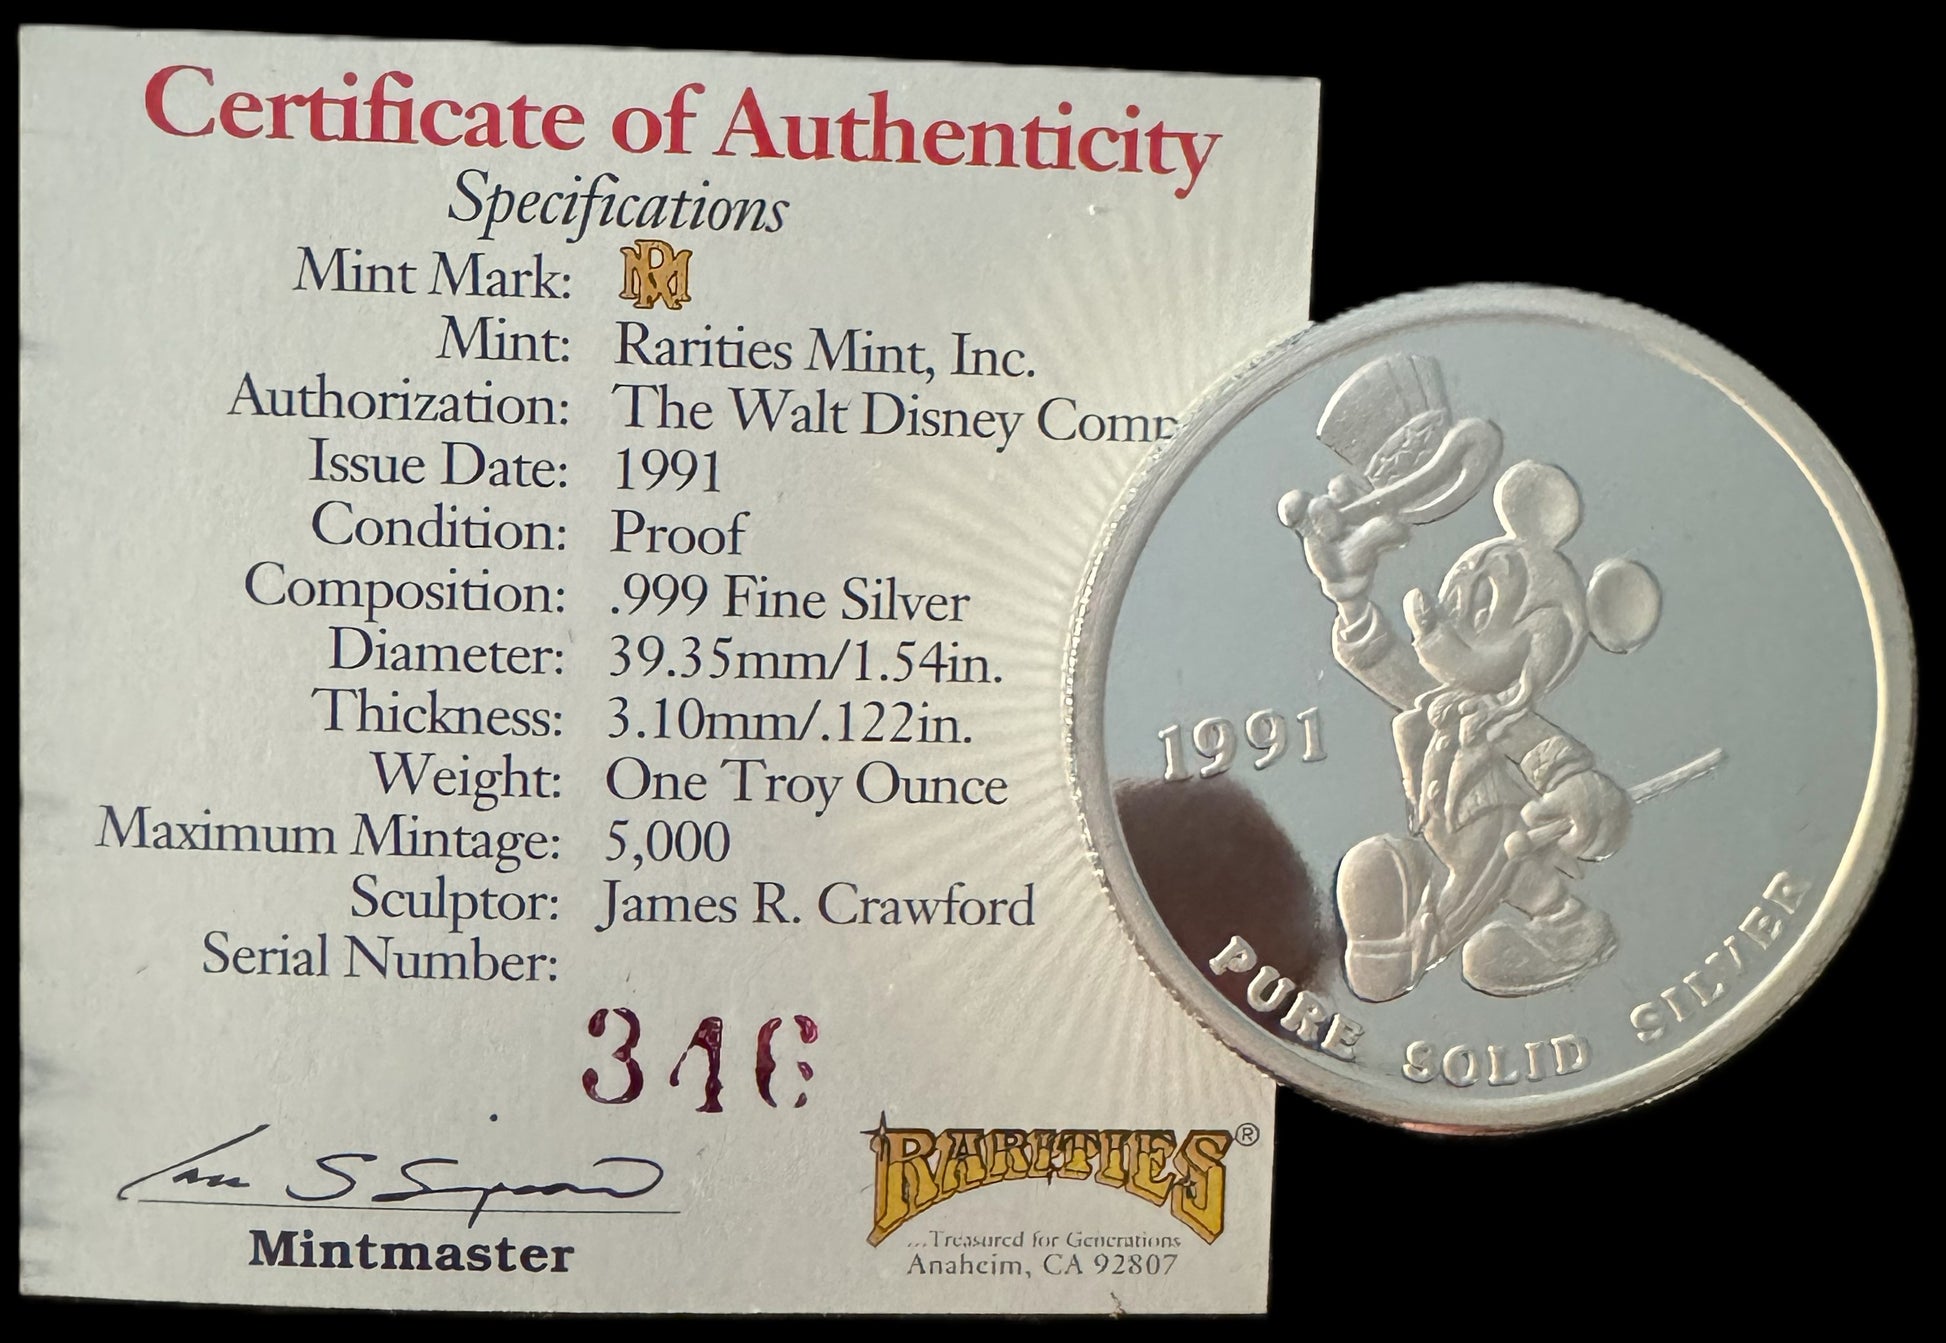 Certificate of Authenticity
Specifications
Mint Mark: RM
Mint: Rarities Mint, Inc.
Authorization: The Walt Disney Comp
Issue Date: 1991
Condition: Proof
Composition: .999 Fine Silver
Diameter: 39.35mm/1.54in.
Thickness: 3.10mm/.122in.
Weight: One Troy Ounce
Maximum Mintage: 5,000
Sculptor: James R. Crawford
Serial Number:
346
Mintmaster
RARITIES®
...Treasured for Generations
Anaheim, CA 92807
1991
PURE SOLID SILVER